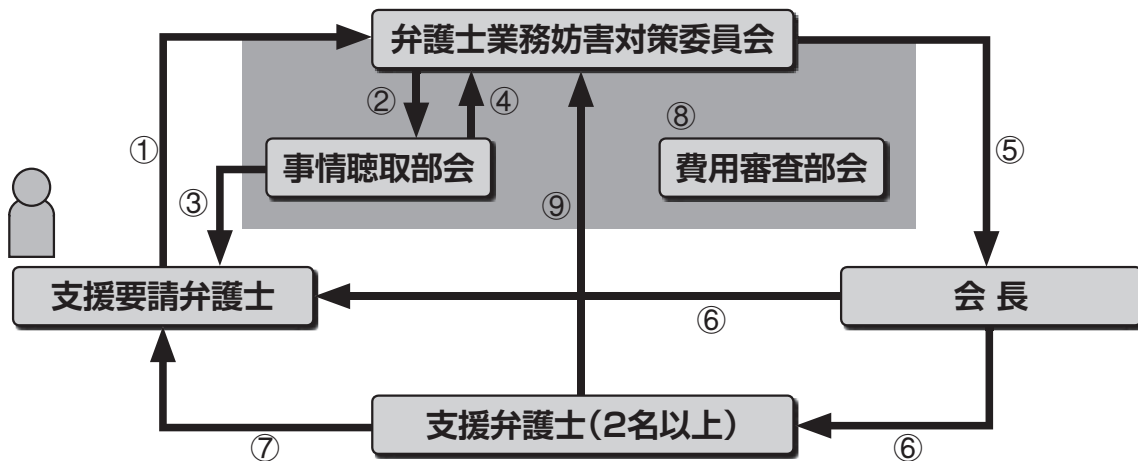 弁護士業務妨害対策委員会
② ④ ⑧
① 事情聴取部会 費用審査部会 ⑤
③ ⑨
支援要請弁護士 会 長
⑥
支援弁護士(2名以上)
⑦ ⑥